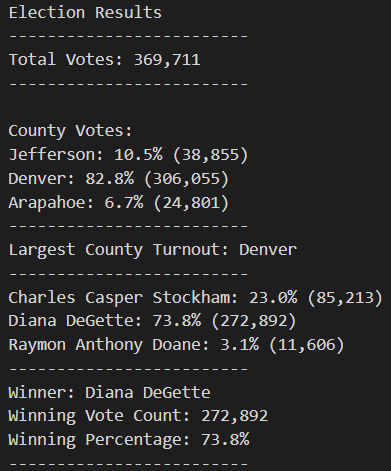 Election Results
-------------------------
Total Votes: 369,711
-------------------------
County Votes:
Jefferson: 10.5% (38,855)
Denver: 82.8% (306,055)
Arapahoe: 6.7% (24,801)
-------------------------
Largest County Turnout: Denver
-------------------------
Charles Casper Stockham: 23.0% (85,213)
Diana DeGette: 73.8% (272,892)
Raymon Anthony Doane: 3.1% (11,606)
-------------------------
Winner: Diana DeGette
Winning Vote Count: 272,892
Winning Percentage: 73.8%
-------------------------